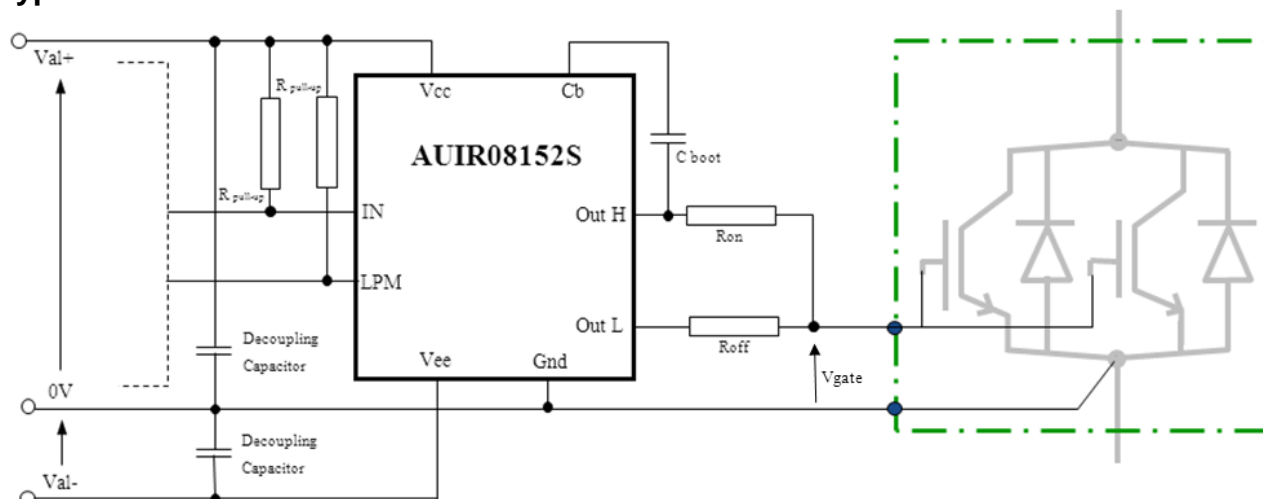 Val+
R pull-up
Vcc
Cb
AUIR08152S
C boot
R pull-up
IN
Out H
Ron
LPM
Out L
Roff
Decoupling
Capacitor
Vee
Gnd
Vgate
0V
Decoupling
Capacitor
Val-